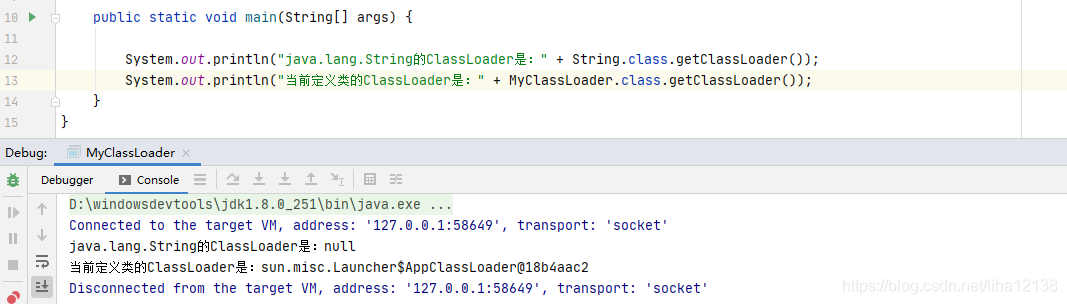 10 public static void main(String[] args) {
11
12 System.out.println("java.lang.String的ClassLoader是：" + String.class.getClassLoader());
13 System.out.println("当前定义类的ClassLoader是：" + MyClassLoader.class.getClassLoader());
14 }
15 }
Debug: MyClassLoader ×
Debugger Console
D:\windowsdevtools\jdk1.8.0_251\bin\java.exe ...
Connected to the target VM, address: '127.0.0.1:58649', transport: 'socket'
java.lang.String的ClassLoader是：null
当前定义类的ClassLoader是：sun.misc.Launcher$AppClassLoader@18b4aac2
Disconnected from the target VM, address: '127.0.0.1:58649', transport: 'socket'
https://blog.csdn.net/liha12138